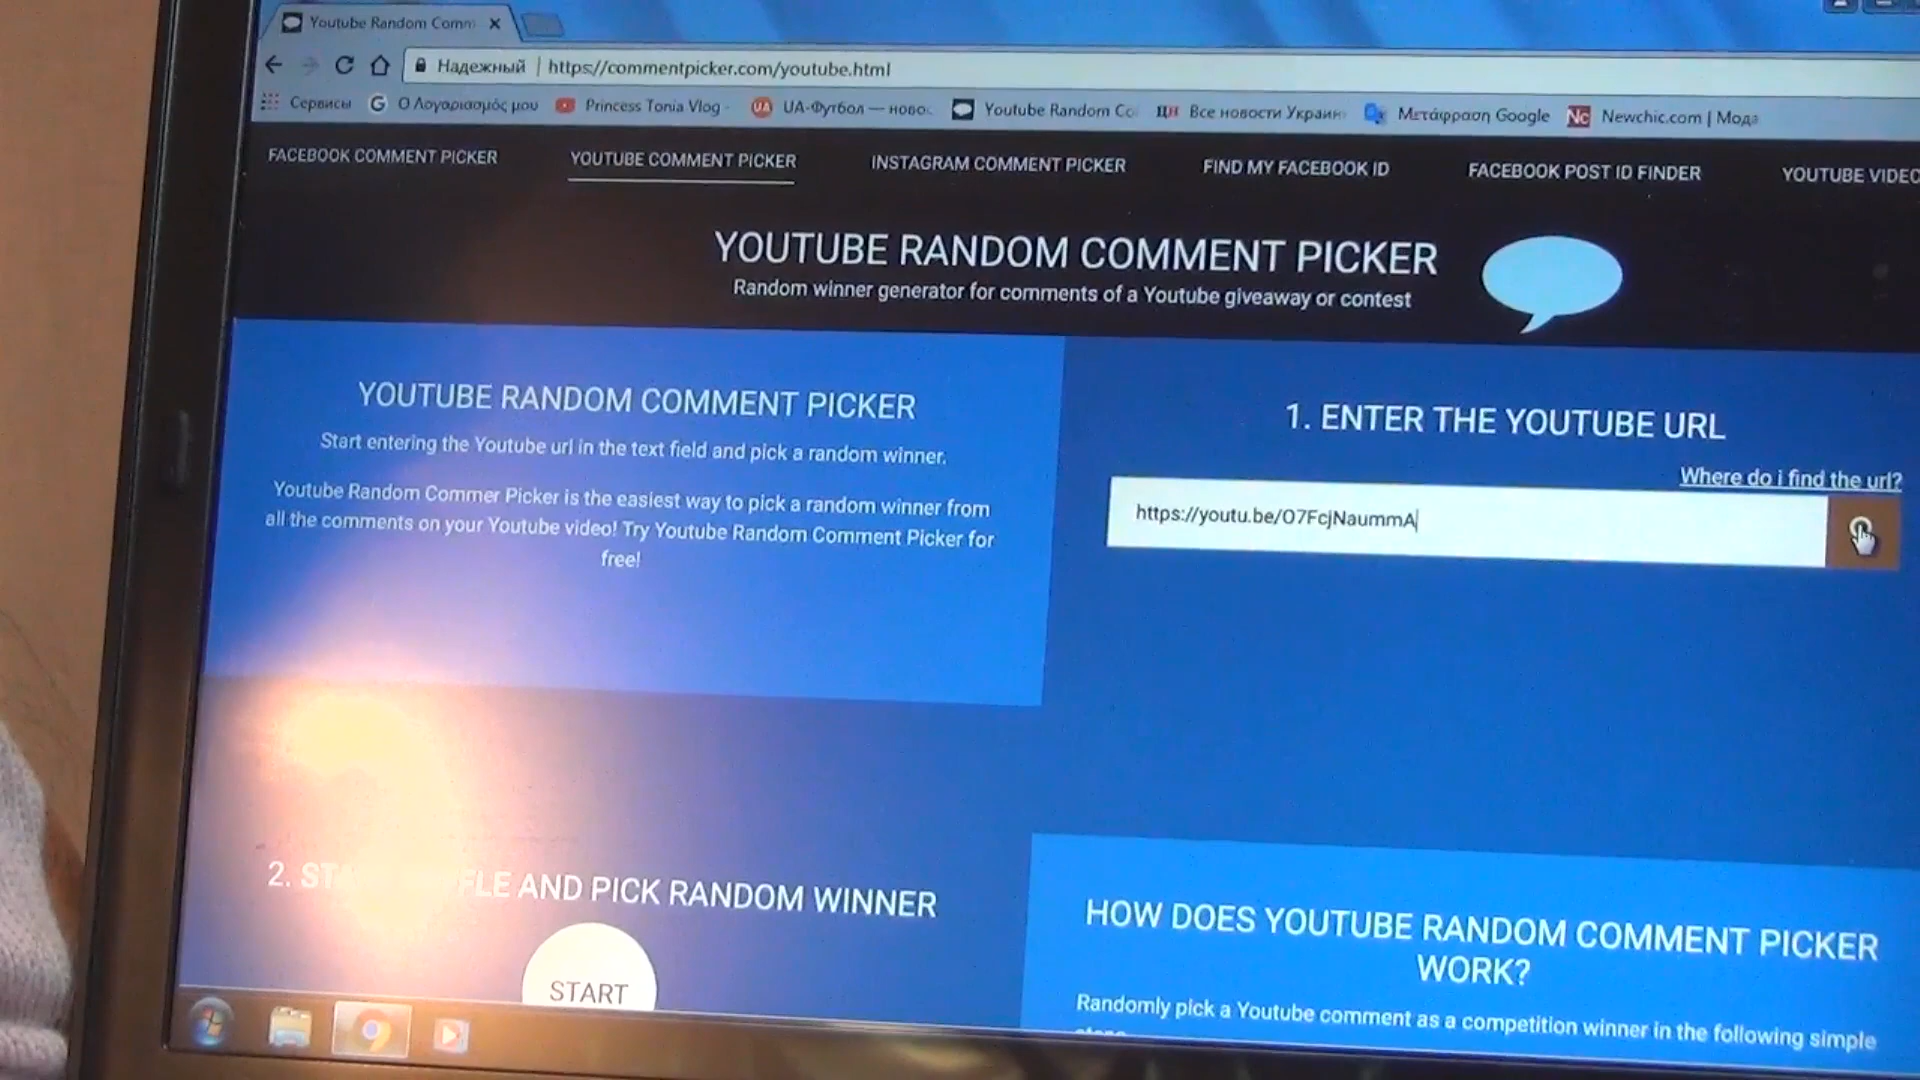 Youtube Random Comm
Надежный | https://commentpicker.com/youtube.html
Сервисы Ο Λογαριασμός μου Princess Tonia Vlog - UA-Футбол — ново Youtube Random Co Все новости Украин Μετάφραση Google Newchic.com | Мода
FACEBOOK COMMENT PICKER YOUTUBE COMMENT PICKER INSTAGRAM COMMENT PICKER FIND MY FACEBOOK ID FACEBOOK POST ID FINDER YOUTUBE VIDEO
YOUTUBE RANDOM COMMENT PICKER
Random winner generator for comments of a Youtube giveaway or contest
YOUTUBE RANDOM COMMENT PICKER
Start entering the Youtube url in the text field and pick a random winner.
Youtube Random Commer Picker is the easiest way to pick a random winner from
all the comments on your Youtube video! Try Youtube Random Comment Picker for
free!
1. ENTER THE YOUTUBE URL
Where do i find the url?
https://youtu.be/O7FcjNaummA
2. ST FLE AND PICK RANDOM WINNER
START
HOW DOES YOUTUBE RANDOM COMMENT PICKER
WORK?
Randomly pick a Youtube comment as a competition winner in the following simple